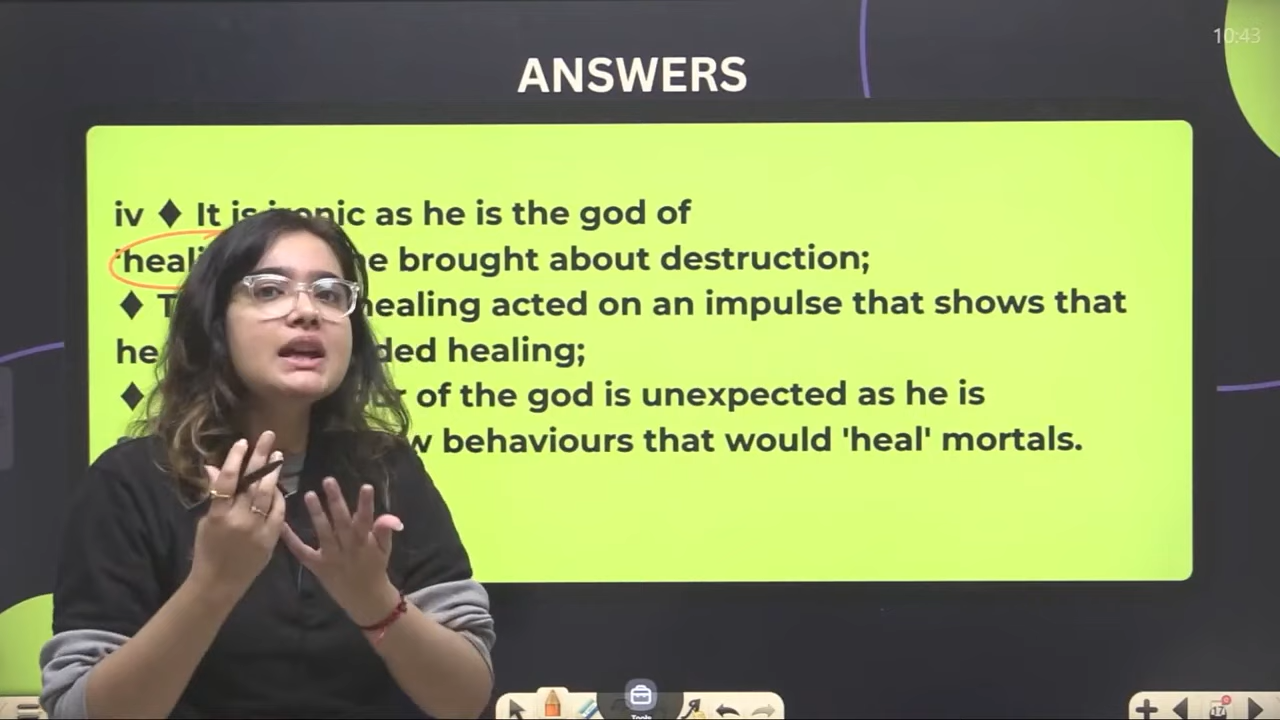 10:43
ANSWERS
iv ♦ It is ironic as he is the god of
'heali he brought about destruction;
♦ T healing acted on an impulse that shows that
he ded healing;
♦ of the god is unexpected as he is
behaviours that would 'heal' mortals.
Tools
17